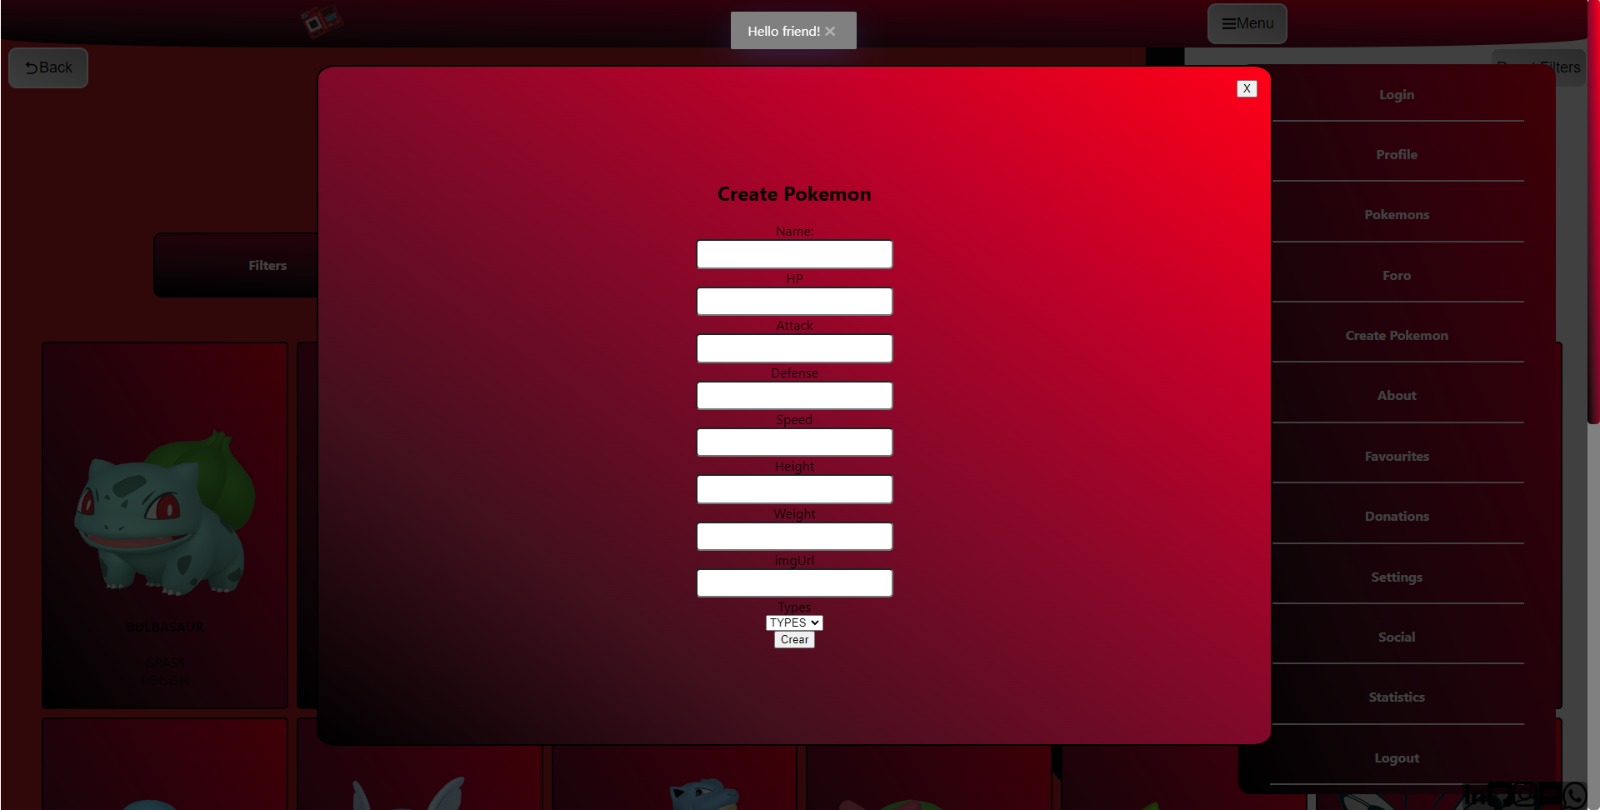 Hello friend! ✕
Menu
Back
Filters
X
Create Pokemon
Name:
HP
Attack
Defense
Speed
Height
Weight
imgUrl
Types
TYPES
Crear
Filters
BULBASAUR
Login
Profile
Pokemons
Foro
Create Pokemon
About
Favourites
Donations
Settings
Social
Statistics
Logout